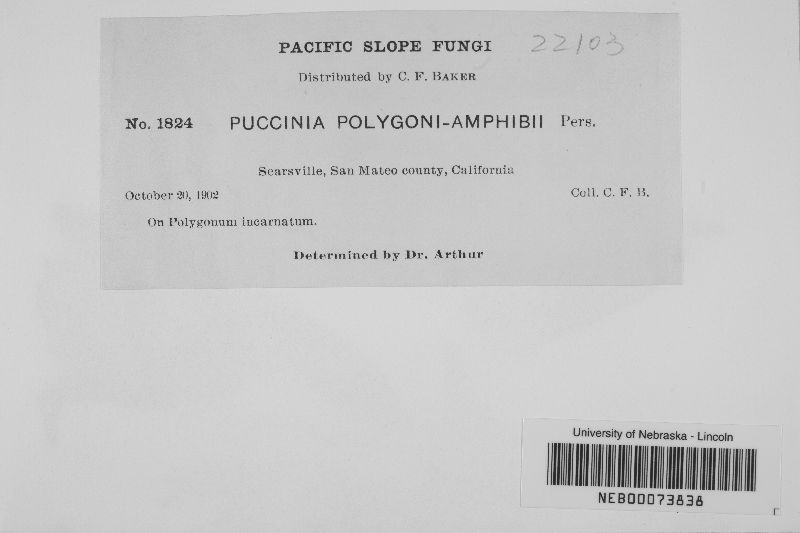 PACIFIC SLOPE FUNGI 22103
Distributed by C. F. BAKER
No. 1824 PUCCINIA POLYGONI-AMPHIBII Pers.
Searsville, San Mateo county, California
October 20, 1902 Coll. C. F. B.
On Polygonum incarnatum.
Determined by Dr. Arthur
University of Nebraska - Lincoln
NEB00073838